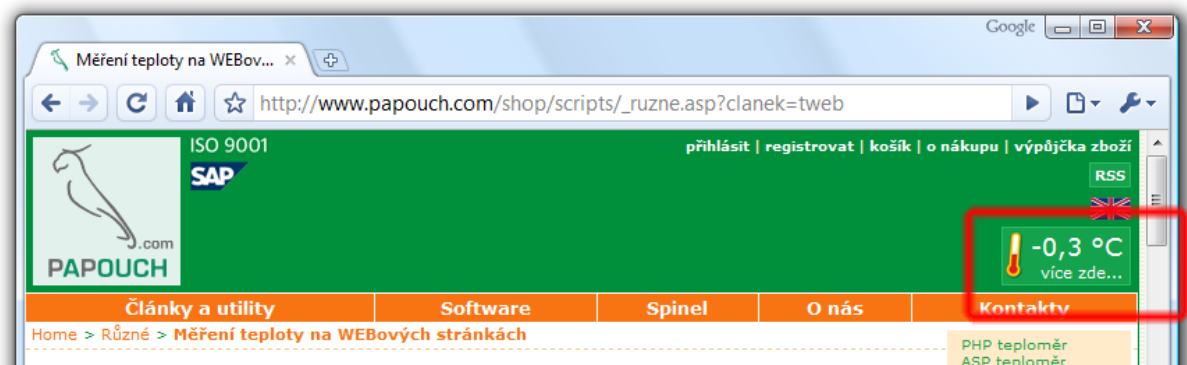 Google
Měření teploty na WEBov...
http://www.papouch.com/shop/scripts/_ruzne.asp?clanek=tweb
ISO 9001
SAP
přihlásit | registrovat | košík | o nákupu | výpůjčka zboží
RSS
.com
PAPOUCH
-0,3 °C
více zde...
Články a utility
Software
Spinel
O nás
Kontakty
Home > Různé > Měření teploty na WEBových stránkách
PHP teploměr
ASP teploměr